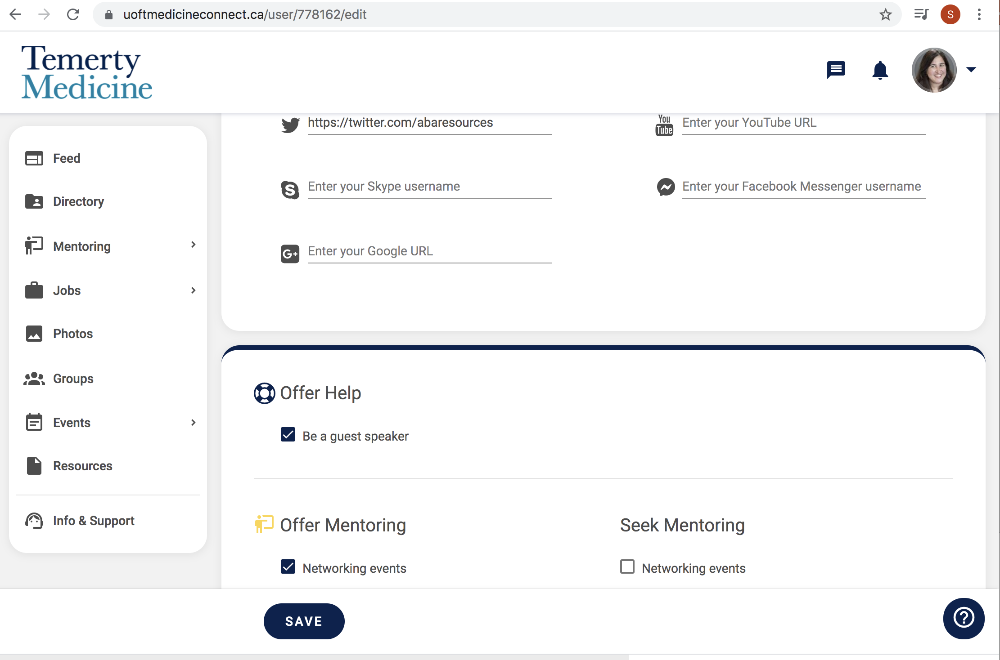 uoftmedicineconnect.ca/user/778162/edit
S
Temerty
Medicine
https://twitter.com/abaresources
You
Tube
Enter your YouTube URL
Feed
Directory
S
Enter your Skype username
Enter your Facebook Messenger username
Mentoring
G+
Enter your Google URL
Jobs
Photos
Groups
Offer Help
Events
Be a guest speaker
Resources
Info & Support
Offer Mentoring
Seek Mentoring
Networking events
Networking events
SAVE
?